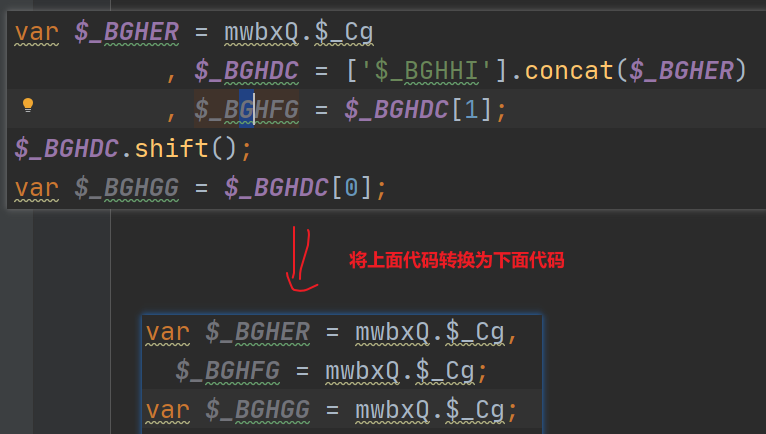 var $_BGHER = mwbxQ.$_Cg
, $_BGHDC = ['$_BGHHI'].concat($_BGHER)
, $_BGHFG = $_BGHDC[1];
$_BGHDC.shift();
var $_BGHGG = $_BGHDC[0];
将上面代码转换为下面代码
var $_BGHER = mwbxQ.$_Cg,
$_BGHFG = mwbxQ.$_Cg;
var $_BGHGG = mwbxQ.$_Cg;